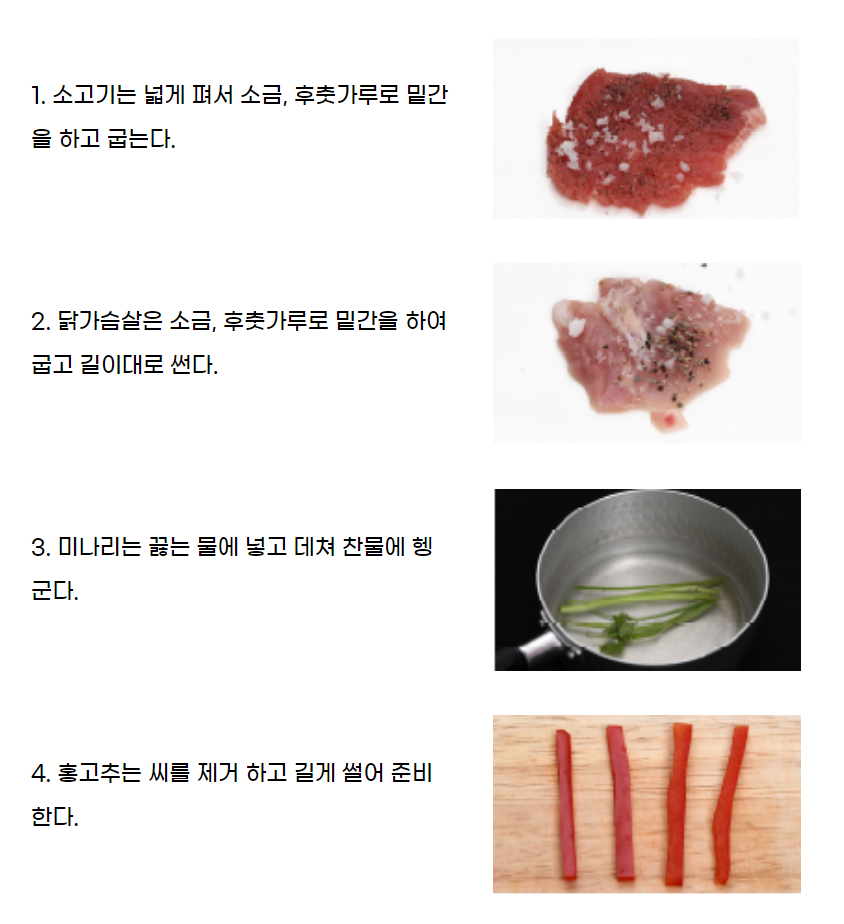 1. 소고기는 넓게 펴서 소금, 후춧가루로 밑간
을 하고 굽는다.
2. 닭가슴살은 소금, 후춧가루로 밑간을 하여
굽고 길이대로 썬다.
3. 미나리는 끓는 물에 넣고 데쳐 찬물에 헹
군다.
4. 홍고추는 씨를 제거 하고 길게 썰어 준비
한다.